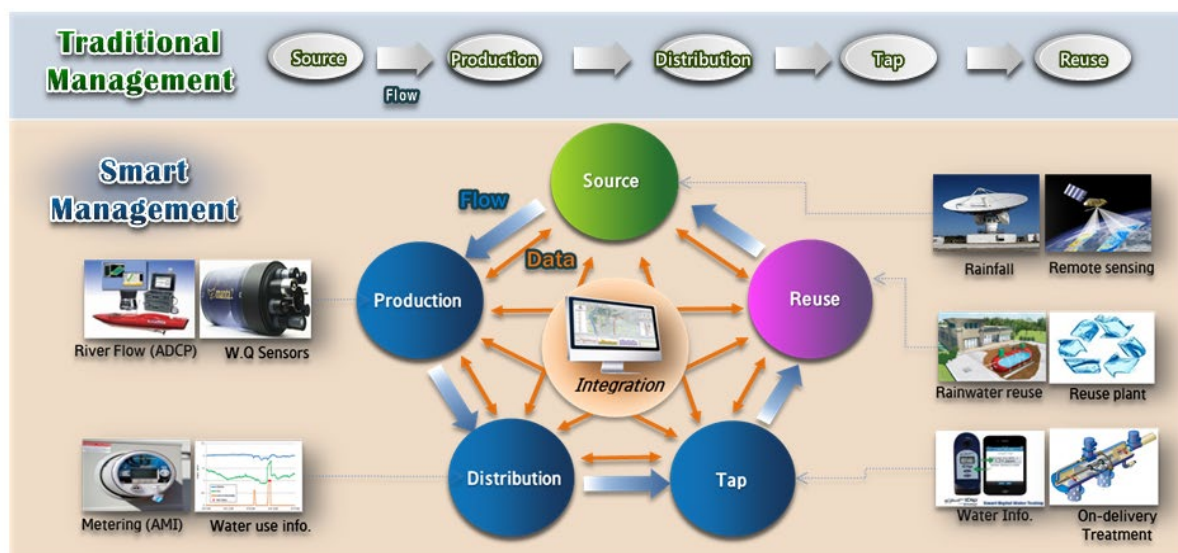 Traditional
Management
Source
Production
Distribution
Tap
Reuse
Flow
Smart
Management
Source
Flow
Data
Production
Reuse
Integration
Distribution
Tap
River Flow (ADCP)
W.Q Sensors
Metering (AMI)
Water use info.
Rainfall
Remote sensing
Rainwater reuse
Reuse plant
Water Info.
On-delivery
Treatment